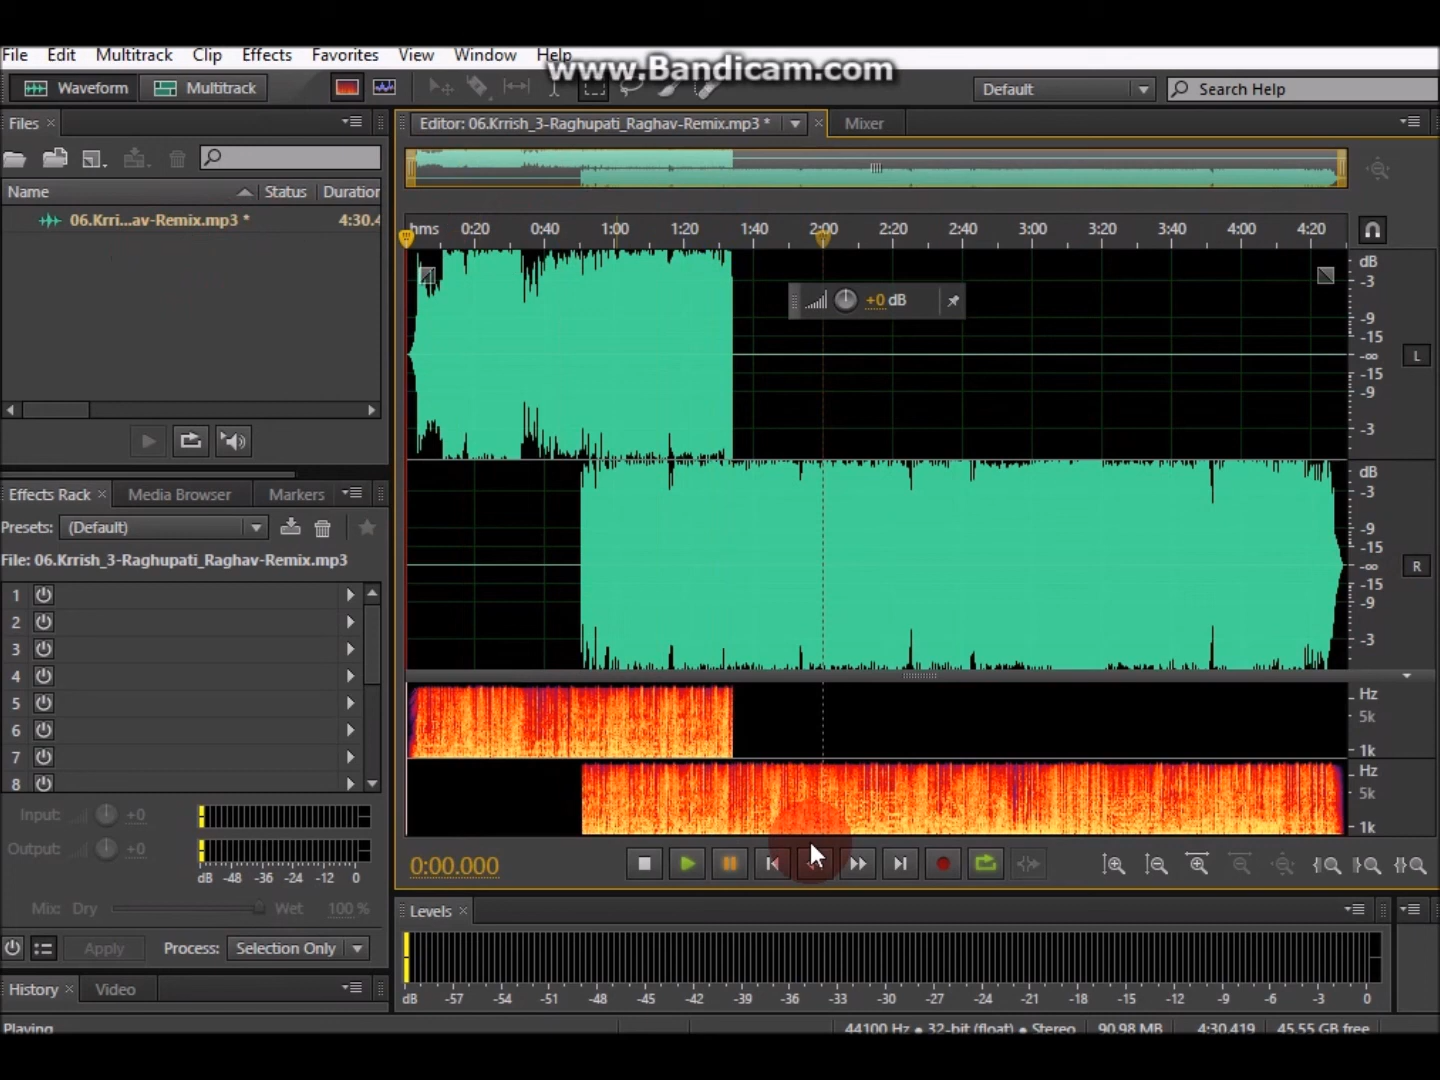 www.Bandicam.com
File Edit Multitrack Clip Effects Favorites View Window Help
Waveform Multitrack Default Search Help
Files × Editor: 06.Krrish_3-Raghupati_Raghav-Remix.mp3 * × Mixer
Name Status Duration
06.Krri...av-Remix.mp3 * 4:30.4
hms 0:20 0:40 1:00 1:20 1:40 2:00 2:20 2:40 3:00 3:20 3:40 4:00 4:20
dB
-3
-9
-15
-∞
-15
-9
-3
L
+0 dB
dB
-3
-9
-15
-∞
-15
-9
-3
R
Hz
5k
1k
Hz
5k
1k
Effects Rack × Media Browser Markers
Presets: (Default)
File: 06.Krrish_3-Raghupati_Raghav-Remix.mp3
1
2
3
4
5
6
7
8
Input: +0
Output: +0
dB -48 -36 -24 -12 0
Mix: Dry Wet 100 %
Apply Process: Selection Only
History × Video
0:00.000
Levels ×
dB -57 -54 -51 -48 -45 -42 -39 -36 -33 -30 -27 -24 -21 -18 -15 -12 -9 -6 -3 0
Playing 44100 Hz • 32-bit (float) • Stereo 90.98 MB 4:30.419 45.55 GB free